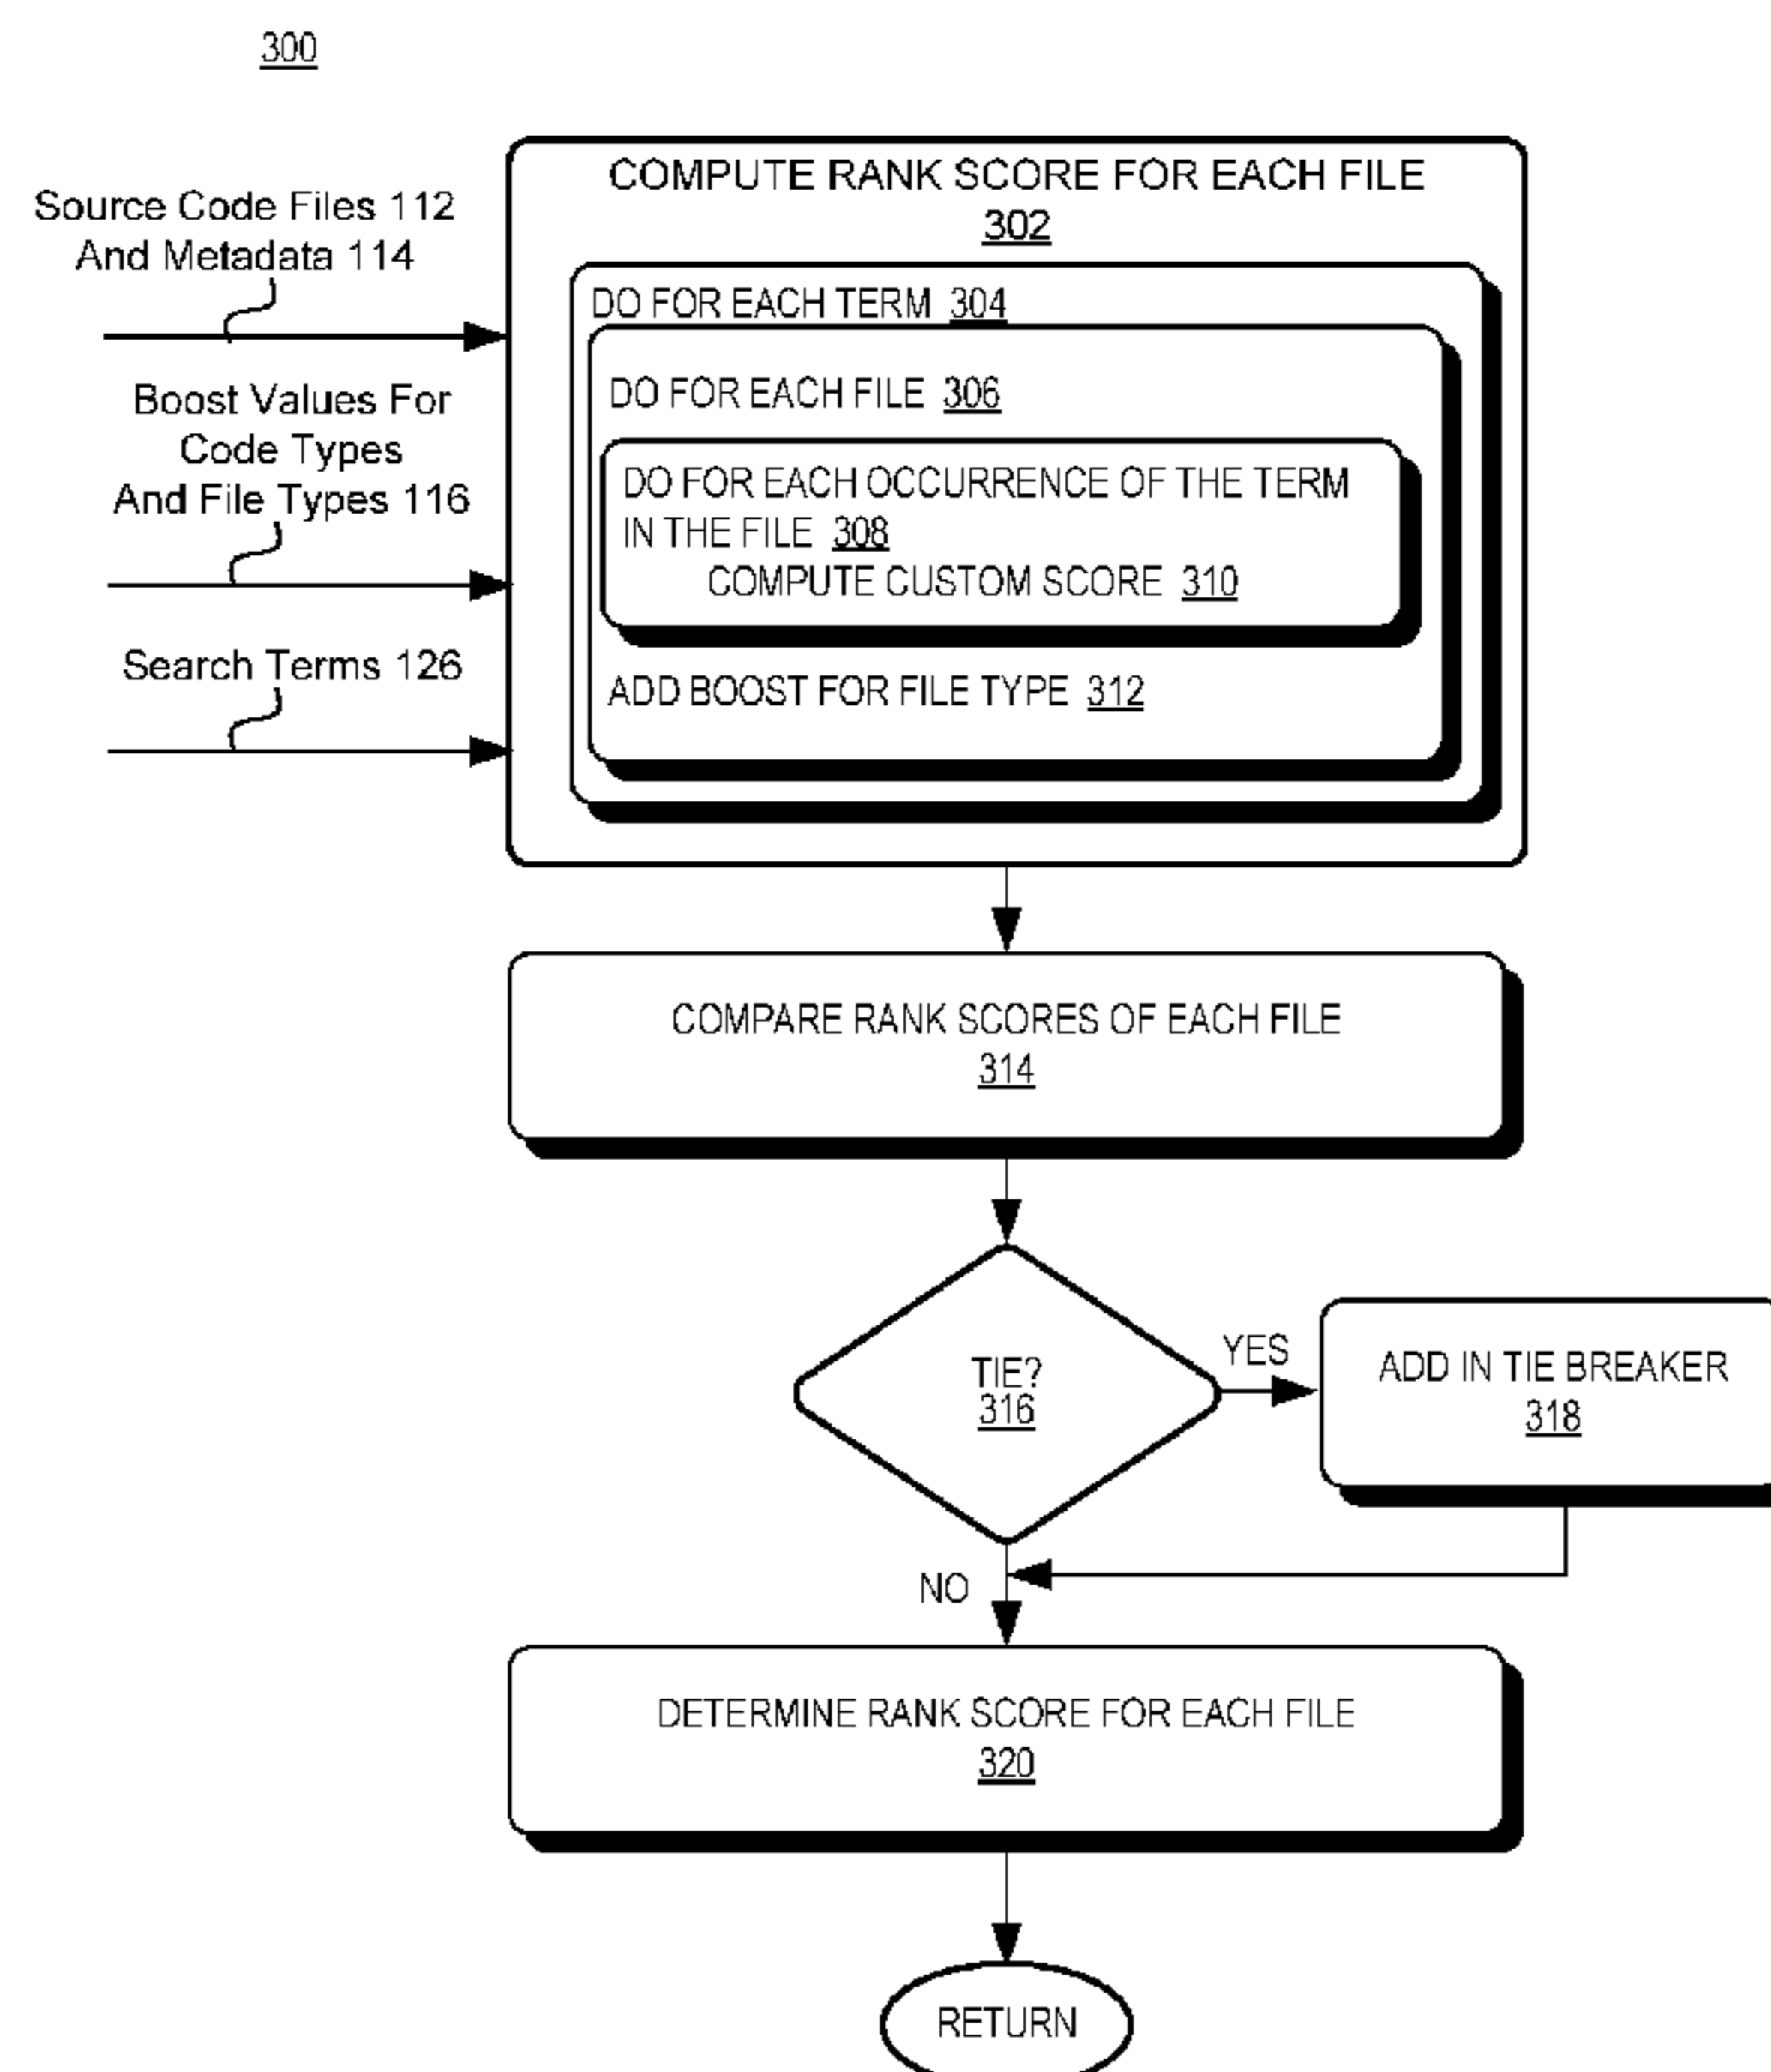 300
COMPUTE RANK SCORE FOR EACH FILE
302
Source Code Files 112
And Metadata 114
DO FOR EACH TERM 304
Boost Values For
Code Types
And File Types 116
DO FOR EACH FILE 306
DO FOR EACH OCCURRENCE OF THE TERM
IN THE FILE 308
COMPUTE CUSTOM SCORE 310
Search Terms 126
ADD BOOST FOR FILE TYPE 312
COMPARE RANK SCORES OF EACH FILE
314
TIE?
316
YES
ADD IN TIE BREAKER
318
NO
DETERMINE RANK SCORE FOR EACH FILE
320
RETURN